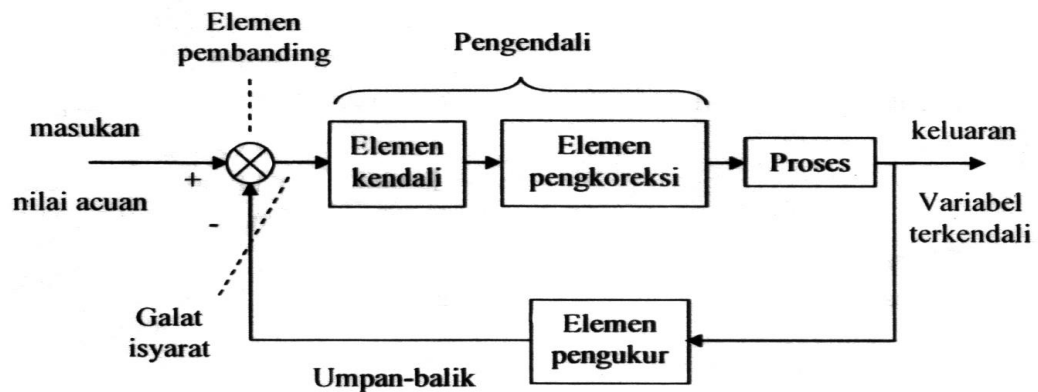 Elemen
pembanding
Pengendali
masukan
nilai acuan
+
-
Elemen
kendali
Elemen
pengkoreksi
Proses
keluaran
Variabel
terkendali
Galat
isyarat
Elemen
pengukur
Umpan-balik